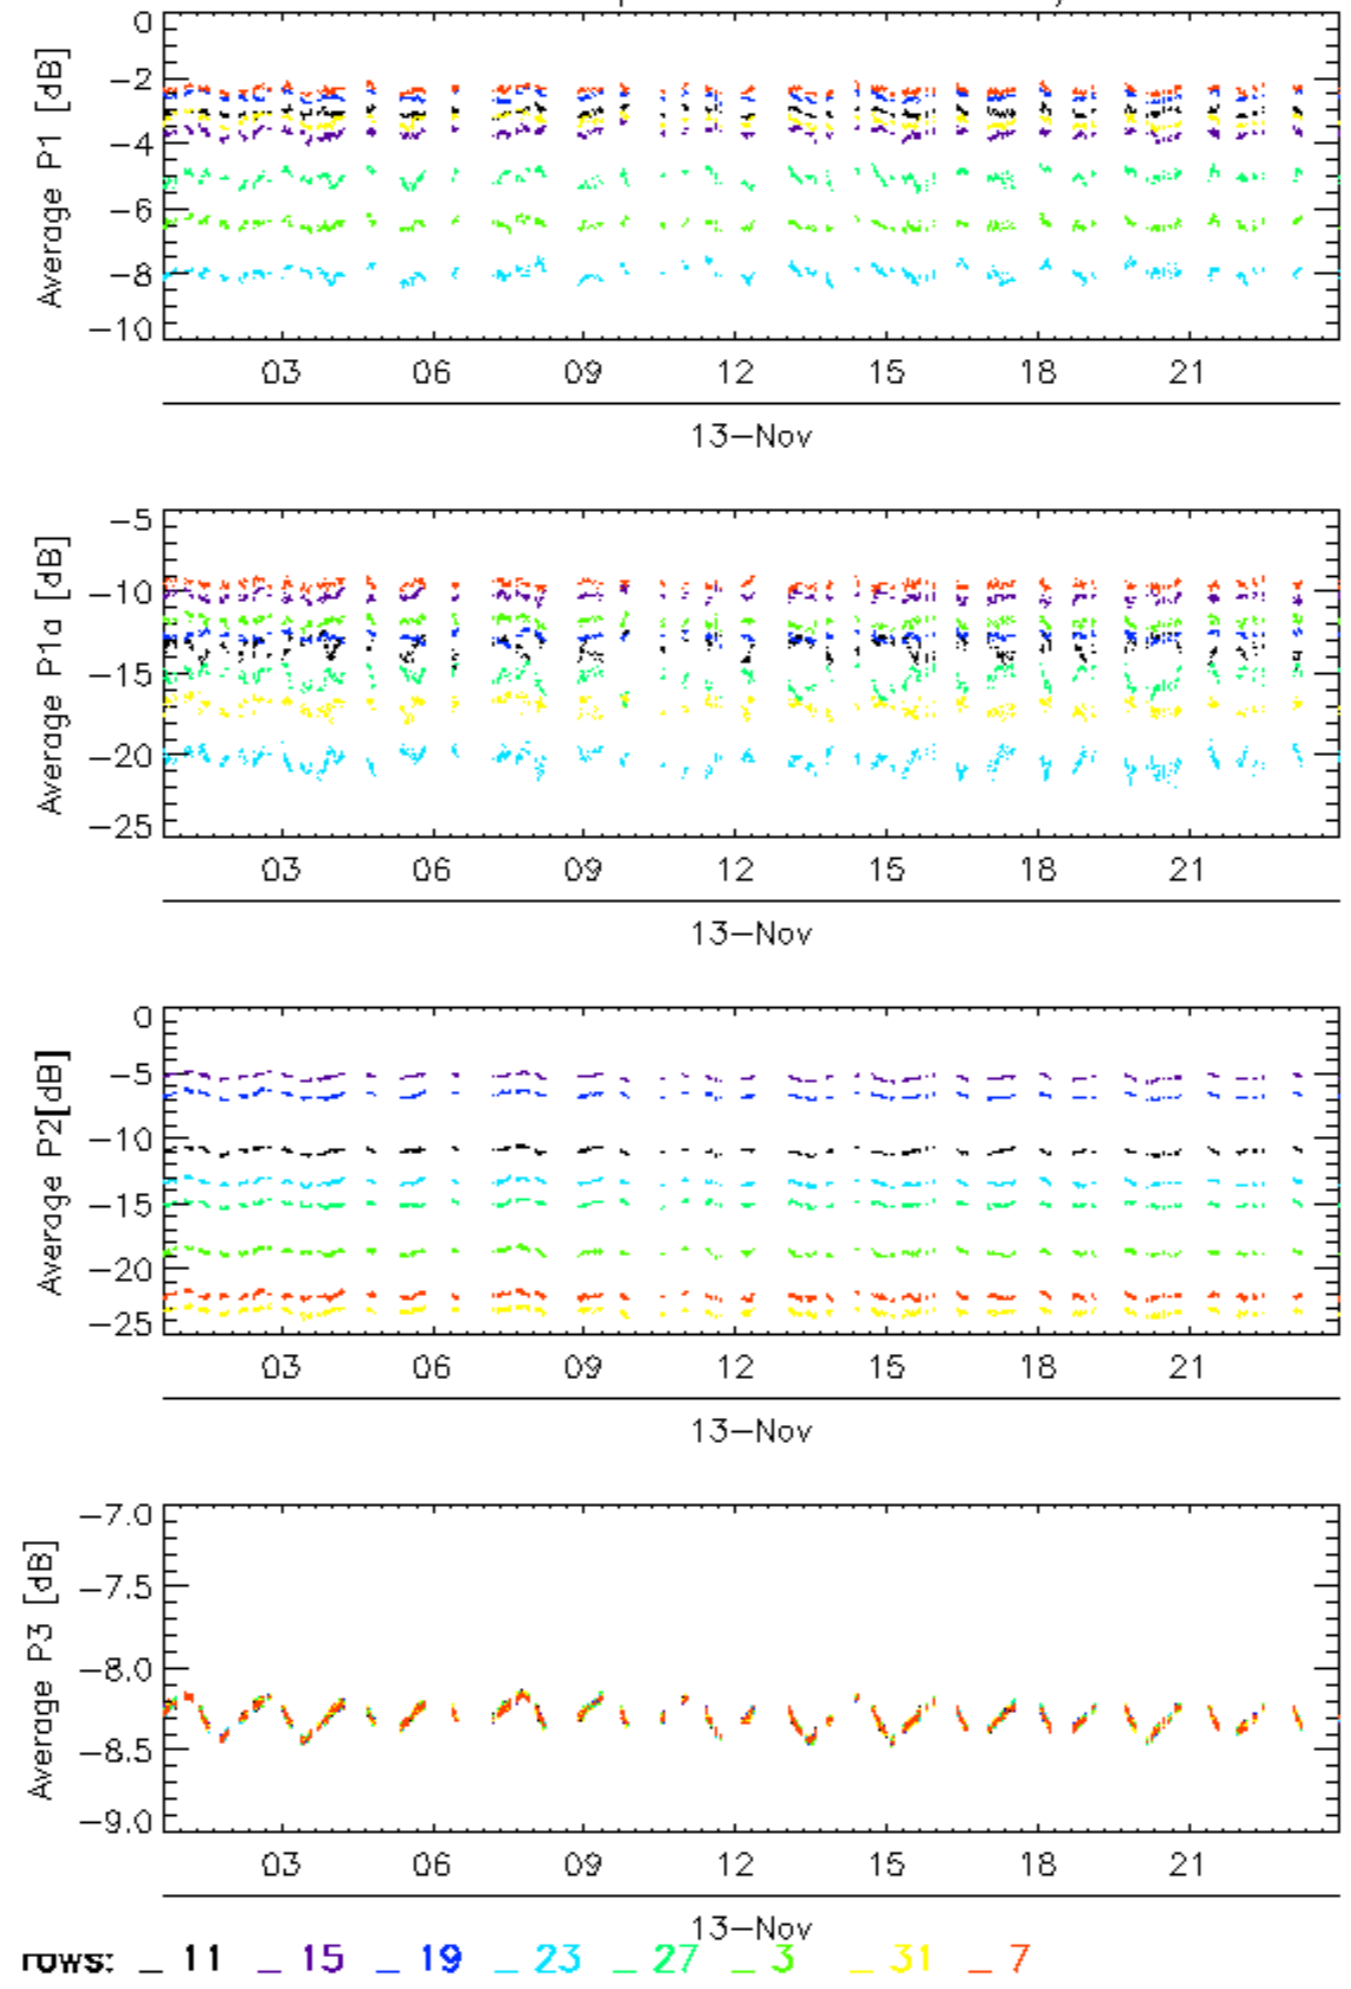 Average P1 [dB]
0
−2
−4
−6
−8
−10
03 06 09 12 15 18 21
13−Nov
Average P1a [dB]
−5
−10
−15
−20
−25
03 06 09 12 15 18 21
13−Nov
Average P2[dB]
0
−5
−10
−15
−20
−25
03 06 09 12 15 18 21
13−Nov
Average P3 [dB]
−7.0
−7.5
−8.0
−8.5
−9.0
03 06 09 12 15 18 21
13−Nov
rows: _ 11 _ 15 _ 19 _ 23 _ 27 _ 3 _ 31 _ 7